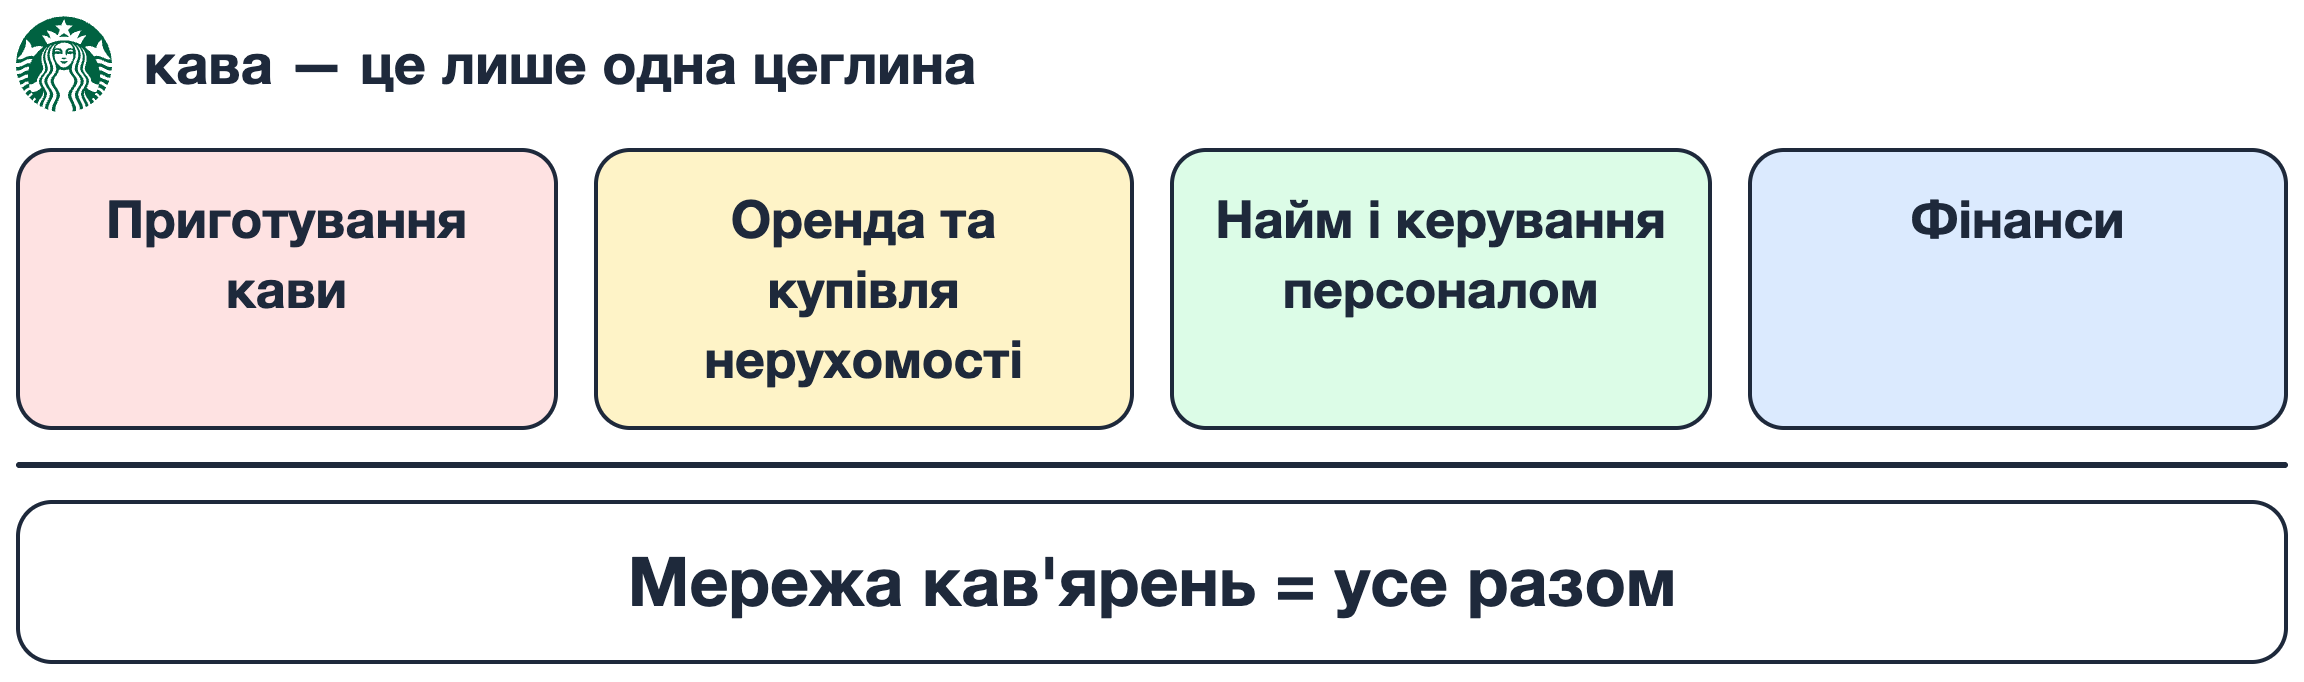 кава — це лише одна цеглина
Приготування
кави
Оренда та
купівля
нерухомості
Найм і керування
персоналом
Фінанси
Мережа кав'ярень = усе разом